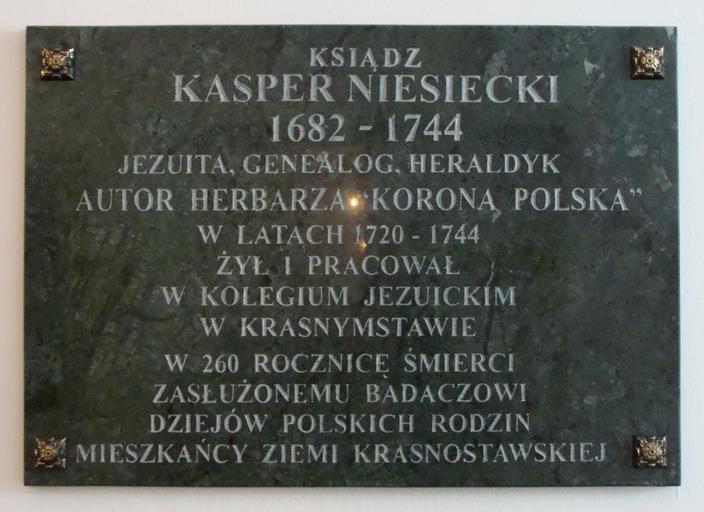 KSIĄDZ
KASPER NIESIECKI
1682 - 1744
JEZUITA, GENEALOG, HERALDYK
AUTOR HERBARZA "KORONA POLSKA"
W LATACH 1720 - 1744
ŻYŁ I PRACOWAŁ
W KOLEGIUM JEZUICKIM
W KRASNYMSTAWIE
W 260 ROCZNICĘ ŚMIERCI
ZASŁUŻONEMU BADACZOWI
DZIEJÓW POLSKICH RODZIN
MIESZKAŃCY ZIEMI KRASNOSTAWSKIEJ